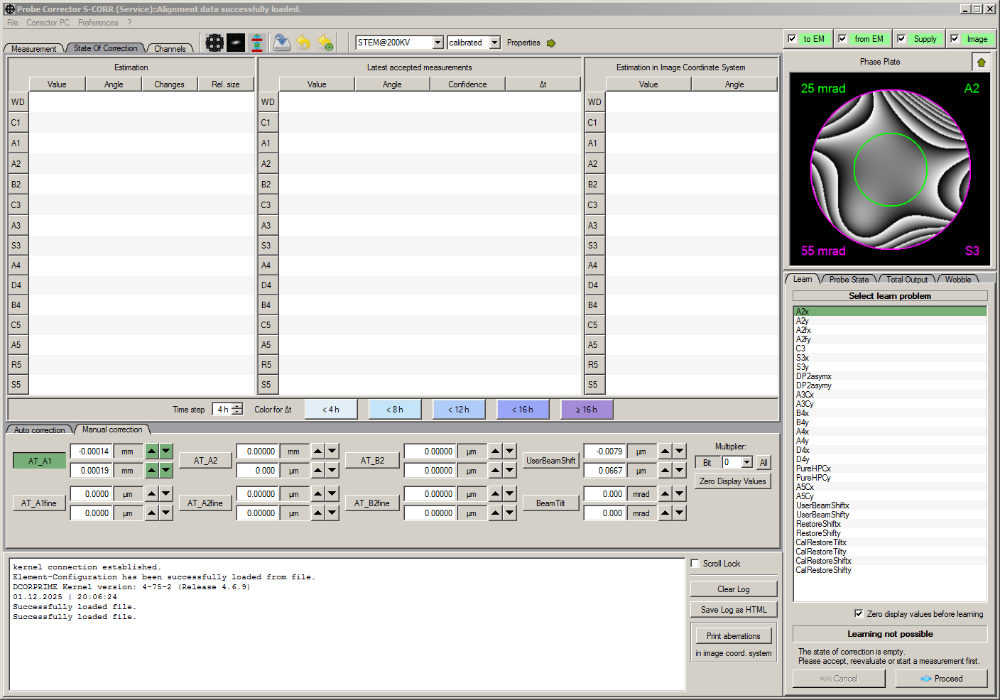 Probe Corrector S-CORR (Service)::Alignment data successfully loaded.
File Corrector PC Preferences ?
Measurement State Of Correction Channels
STEM@200KV calibrated Properties
to EM from EM Supply Image
Estimation
Value Angle Changes Rel. size
WD
C1
A1
A2
B2
C3
A3
S3
A4
D4
B4
C5
A5
R5
S5
Latest accepted measurements
Value Angle Confidence Δt
WD
C1
A1
A2
B2
C3
A3
S3
A4
D4
B4
C5
A5
R5
S5
Estimation in Image Coordinate System
Value Angle
WD
C1
A1
A2
B2
C3
A3
S3
A4
D4
B4
C5
A5
R5
S5
Time step 4 h Color for Δt < 4 h < 8 h < 12 h < 16 h ≥ 16 h
Auto correction Manual correction
AT_A1
-0.00014 mm
0.00019 mm
AT_A2
0.00000 mm
0.000 µm
AT_B2
0.00000 µm
0.00000 µm
UserBeamShift
-0.0079 µm
0.0667 µm
AT_A1fine
0.0000 µm
0.0000 µm
AT_A2fine
0.00000 µm
0.00000 µm
AT_B2fine
0.00000 µm
0.00000 µm
BeamTilt
0.000 mrad
0.000 mrad
Multiplier:
Bit 0 All
Zero Display Values
kernel connection established.
Element-Configuration has been successfully loaded from file.
DCORPRIME Kernel version: 4-75-2 (Release 4.6.9)
01.12.2025 | 20:06:24
Successfully loaded file.
Successfully loaded file.
Scroll Lock
Clear Log
Save Log as HTML
Print aberrations
in image coord. system
Phase Plate
25 mrad A2
55 mrad S3
Learn Probe State Total Output Wobble
Select learn problem
A2x
A2y
A2fx
A2fy
C3
S3x
S3y
DP2asymx
DP2asymy
A3Cx
A3Cy
B4x
B4y
A4x
A4y
D4x
D4y
PureHPCx
PureHPCy
A5Cx
A5Cy
UserBeamShiftx
UserBeamShifty
RestoreShiftx
RestoreShifty
CalRestoreTiltx
CalRestoreTilty
CalRestoreShiftx
CalRestoreShifty
Zero display values before learning
Learning not possible
The state of correction is empty.
Please accept, reevaluate or start a measurement first.
Cancel Proceed